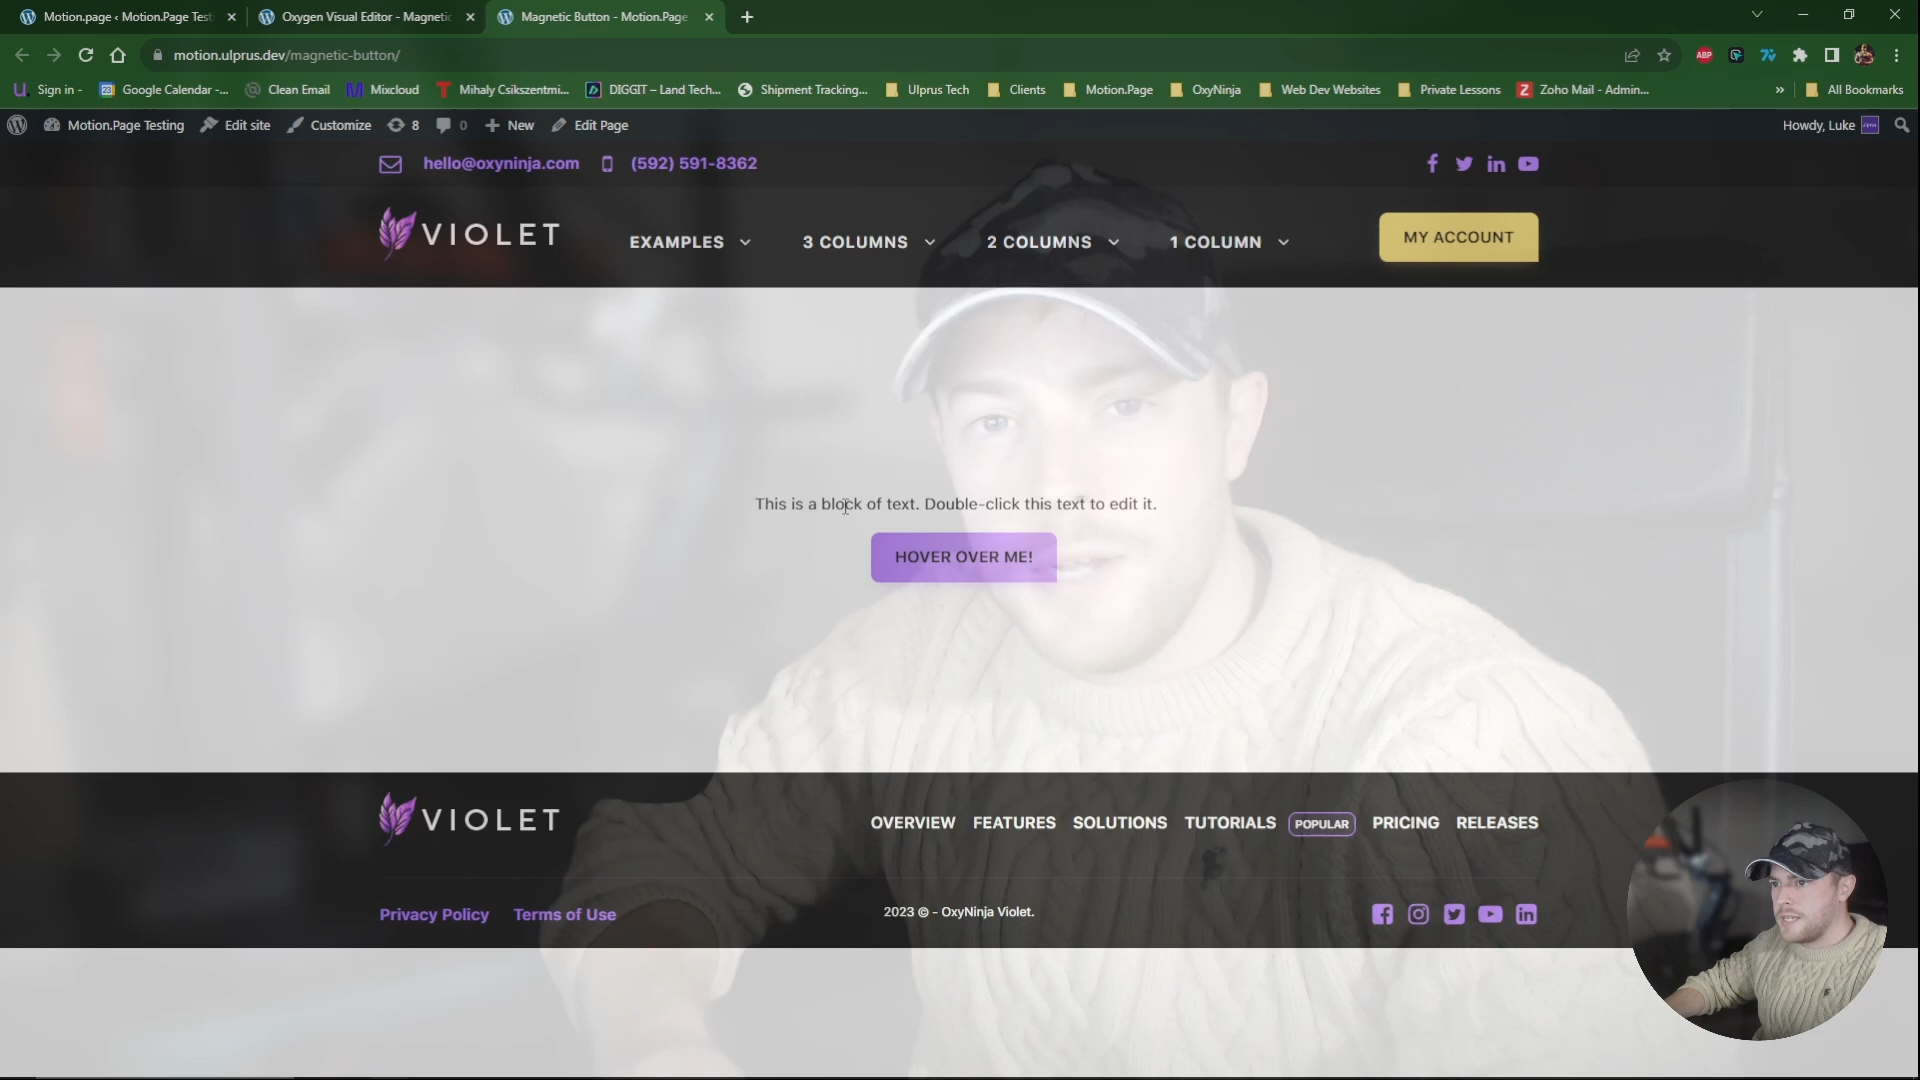 Motion.page ‹ Motion.Page Test
Oxygen Visual Editor - Magnetic
Magnetic Button - Motion.Page
motion.ulprus.dev/magnetic-button/
ABP
Sign in -
Google Calendar -...
Clean Email
Mixcloud
Mihaly Csikszentmi...
DIGGIT – Land Tech...
Shipment Tracking...
Ulprus Tech
Clients
Motion.Page
OxyNinja
Web Dev Websites
Private Lessons
Zoho Mail - Admin...
»
All Bookmarks
Motion.Page Testing
Edit site
Customize
8
0
New
Edit Page
Howdy, Luke
hello@oxyninja.com
(592) 591-8362
VIOLET
EXAMPLES
3 COLUMNS
2 COLUMNS
1 COLUMN
MY ACCOUNT
This is a block of text. Double-click this text to edit it.
HOVER OVER ME!
VIOLET
OVERVIEW
FEATURES
SOLUTIONS
TUTORIALS
POPULAR
PRICING
RELEASES
Privacy Policy
Terms of Use
2023 © - OxyNinja Violet.